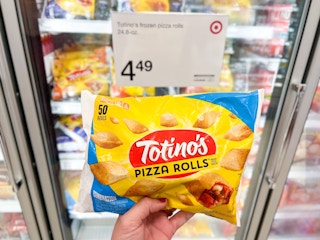 Totino's frozen pizza rolls
24.8-oz.
4 49
50
ROLLS
Totino's
PIZZA ROLLS